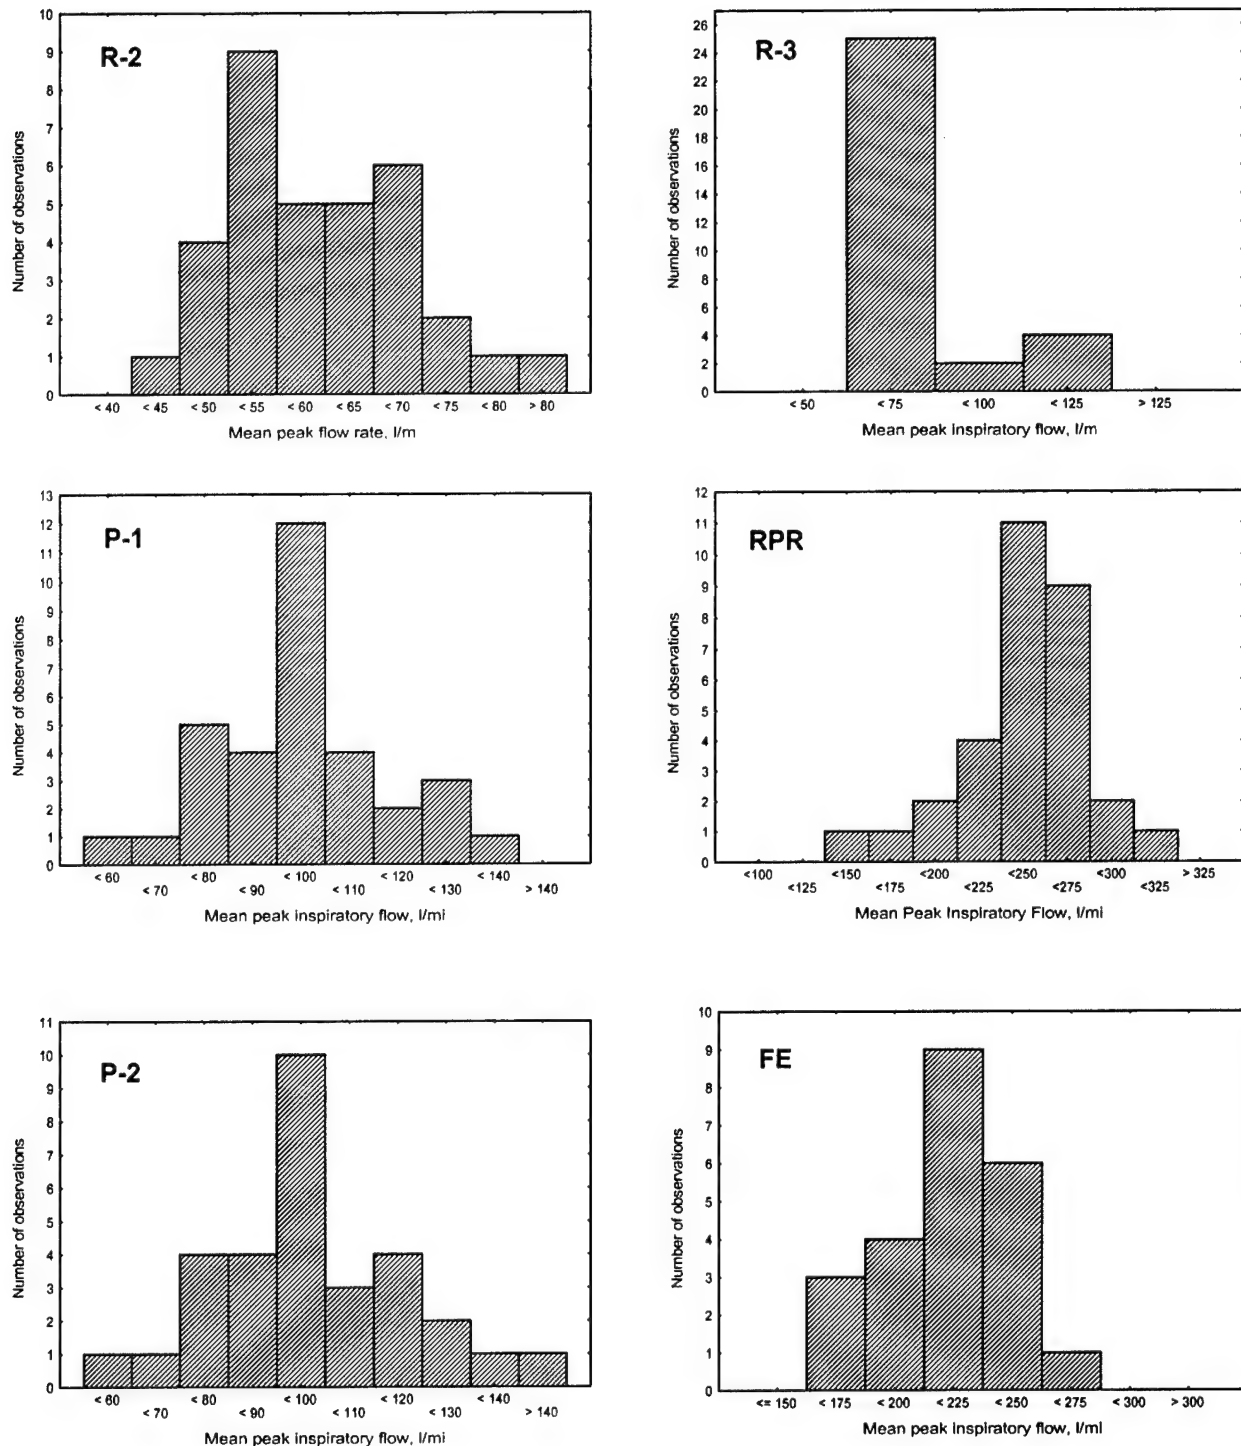 R-2
Number of observations
10
9
8
7
6
5
4
3
2
1
0
< 40 < 45 < 50 < 55 < 60 < 65 < 70 < 75 < 80 > 80
Mean peak flow rate, l/m
R-3
Number of observations
26
24
22
20
18
16
14
12
10
8
6
4
2
0
< 50 < 75 < 100 < 125 > 125
Mean peak inspiratory flow, l/m
P-1
Number of observations
13
12
11
10
9
8
7
6
5
4
3
2
1
0
< 60 < 80 < 100 < 120 < 140
< 70 < 90 < 110 < 130 > 140
Mean peak inspiratory flow, l/mi
RPR
Number of observations
12
11
10
9
8
7
6
5
4
3
2
1
0
<100 <150 <200 <250 <300 > 325
<125 <175 <225 <275 <325
Mean Peak Inspiratory Flow, l/mi
P-2
Number of observations
11
10
9
8
7
6
5
4
3
2
1
0
< 60 < 80 < 100 < 120 < 140
< 70 < 90 < 110 < 130 > 140
Mean peak inspiratory flow, l/mi
FE
Number of observations
10
9
8
7
6
5
4
3
2
1
0
<= 150 < 175 < 200 < 225 < 250 < 275 < 300 > 300
Mean peak inspiratory flow, l/mi